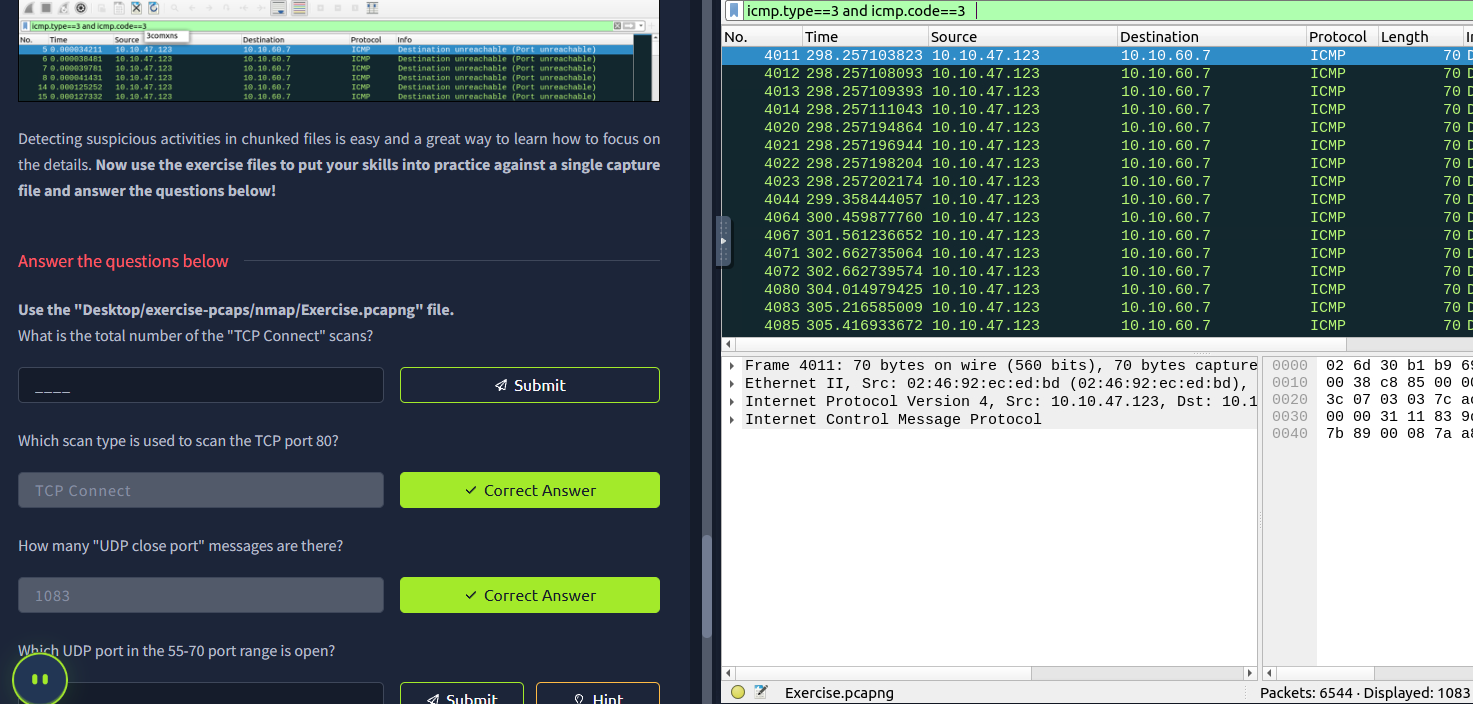 icmp.type==3 and icmp.code==3
3comxns
No. Time Source Destination Protocol Info
5 0.000034211 10.10.47.123 10.10.60.7 ICMP Destination unreachable (Port unreachable)
6 0.000038481 10.10.47.123 10.10.60.7 ICMP Destination unreachable (Port unreachable)
7 0.000039781 10.10.47.123 10.10.60.7 ICMP Destination unreachable (Port unreachable)
8 0.000041431 10.10.47.123 10.10.60.7 ICMP Destination unreachable (Port unreachable)
14 0.000125252 10.10.47.123 10.10.60.7 ICMP Destination unreachable (Port unreachable)
15 0.000127332 10.10.47.123 10.10.60.7 ICMP Destination unreachable (Port unreachable)
Detecting suspicious activities in chunked files is easy and a great way to learn how to focus on
the details. Now use the exercise files to put your skills into practice against a single capture
file and answer the questions below!
Answer the questions below
Use the "Desktop/exercise-pcaps/nmap/Exercise.pcapng" file.
What is the total number of the "TCP Connect" scans?
____
Submit
Which scan type is used to scan the TCP port 80?
TCP Connect
Correct Answer
How many "UDP close port" messages are there?
1083
Correct Answer
Which UDP port in the 55-70 port range is open?
Submit
Hint
icmp.type==3 and icmp.code==3
No. Time Source Destination Protocol Length
4011 298.257103823 10.10.47.123 10.10.60.7 ICMP 70 D
4012 298.257108093 10.10.47.123 10.10.60.7 ICMP 70 D
4013 298.257109393 10.10.47.123 10.10.60.7 ICMP 70 D
4014 298.257111043 10.10.47.123 10.10.60.7 ICMP 70 D
4020 298.257194864 10.10.47.123 10.10.60.7 ICMP 70 D
4021 298.257196944 10.10.47.123 10.10.60.7 ICMP 70 D
4022 298.257198204 10.10.47.123 10.10.60.7 ICMP 70 D
4023 298.257202174 10.10.47.123 10.10.60.7 ICMP 70 D
4044 299.358444057 10.10.47.123 10.10.60.7 ICMP 70 D
4064 300.459877760 10.10.47.123 10.10.60.7 ICMP 70 D
4067 301.561236652 10.10.47.123 10.10.60.7 ICMP 70 D
4071 302.662735064 10.10.47.123 10.10.60.7 ICMP 70 D
4072 302.662739574 10.10.47.123 10.10.60.7 ICMP 70 D
4080 304.014979425 10.10.47.123 10.10.60.7 ICMP 70 D
4083 305.216585009 10.10.47.123 10.10.60.7 ICMP 70 D
4085 305.416933672 10.10.47.123 10.10.60.7 ICMP 70 D
Frame 4011: 70 bytes on wire (560 bits), 70 bytes capture
Ethernet II, Src: 02:46:92:ec:ed:bd (02:46:92:ec:ed:bd),
Internet Protocol Version 4, Src: 10.10.47.123, Dst: 10.1
Internet Control Message Protocol
0000 02 6d 30 b1 b9 69
0010 00 38 c8 85 00 00
0020 3c 07 03 03 7c ac
0030 00 00 31 11 83 9d
0040 7b 89 00 08 7a a8
Exercise.pcapng
Packets: 6544 · Displayed: 1083